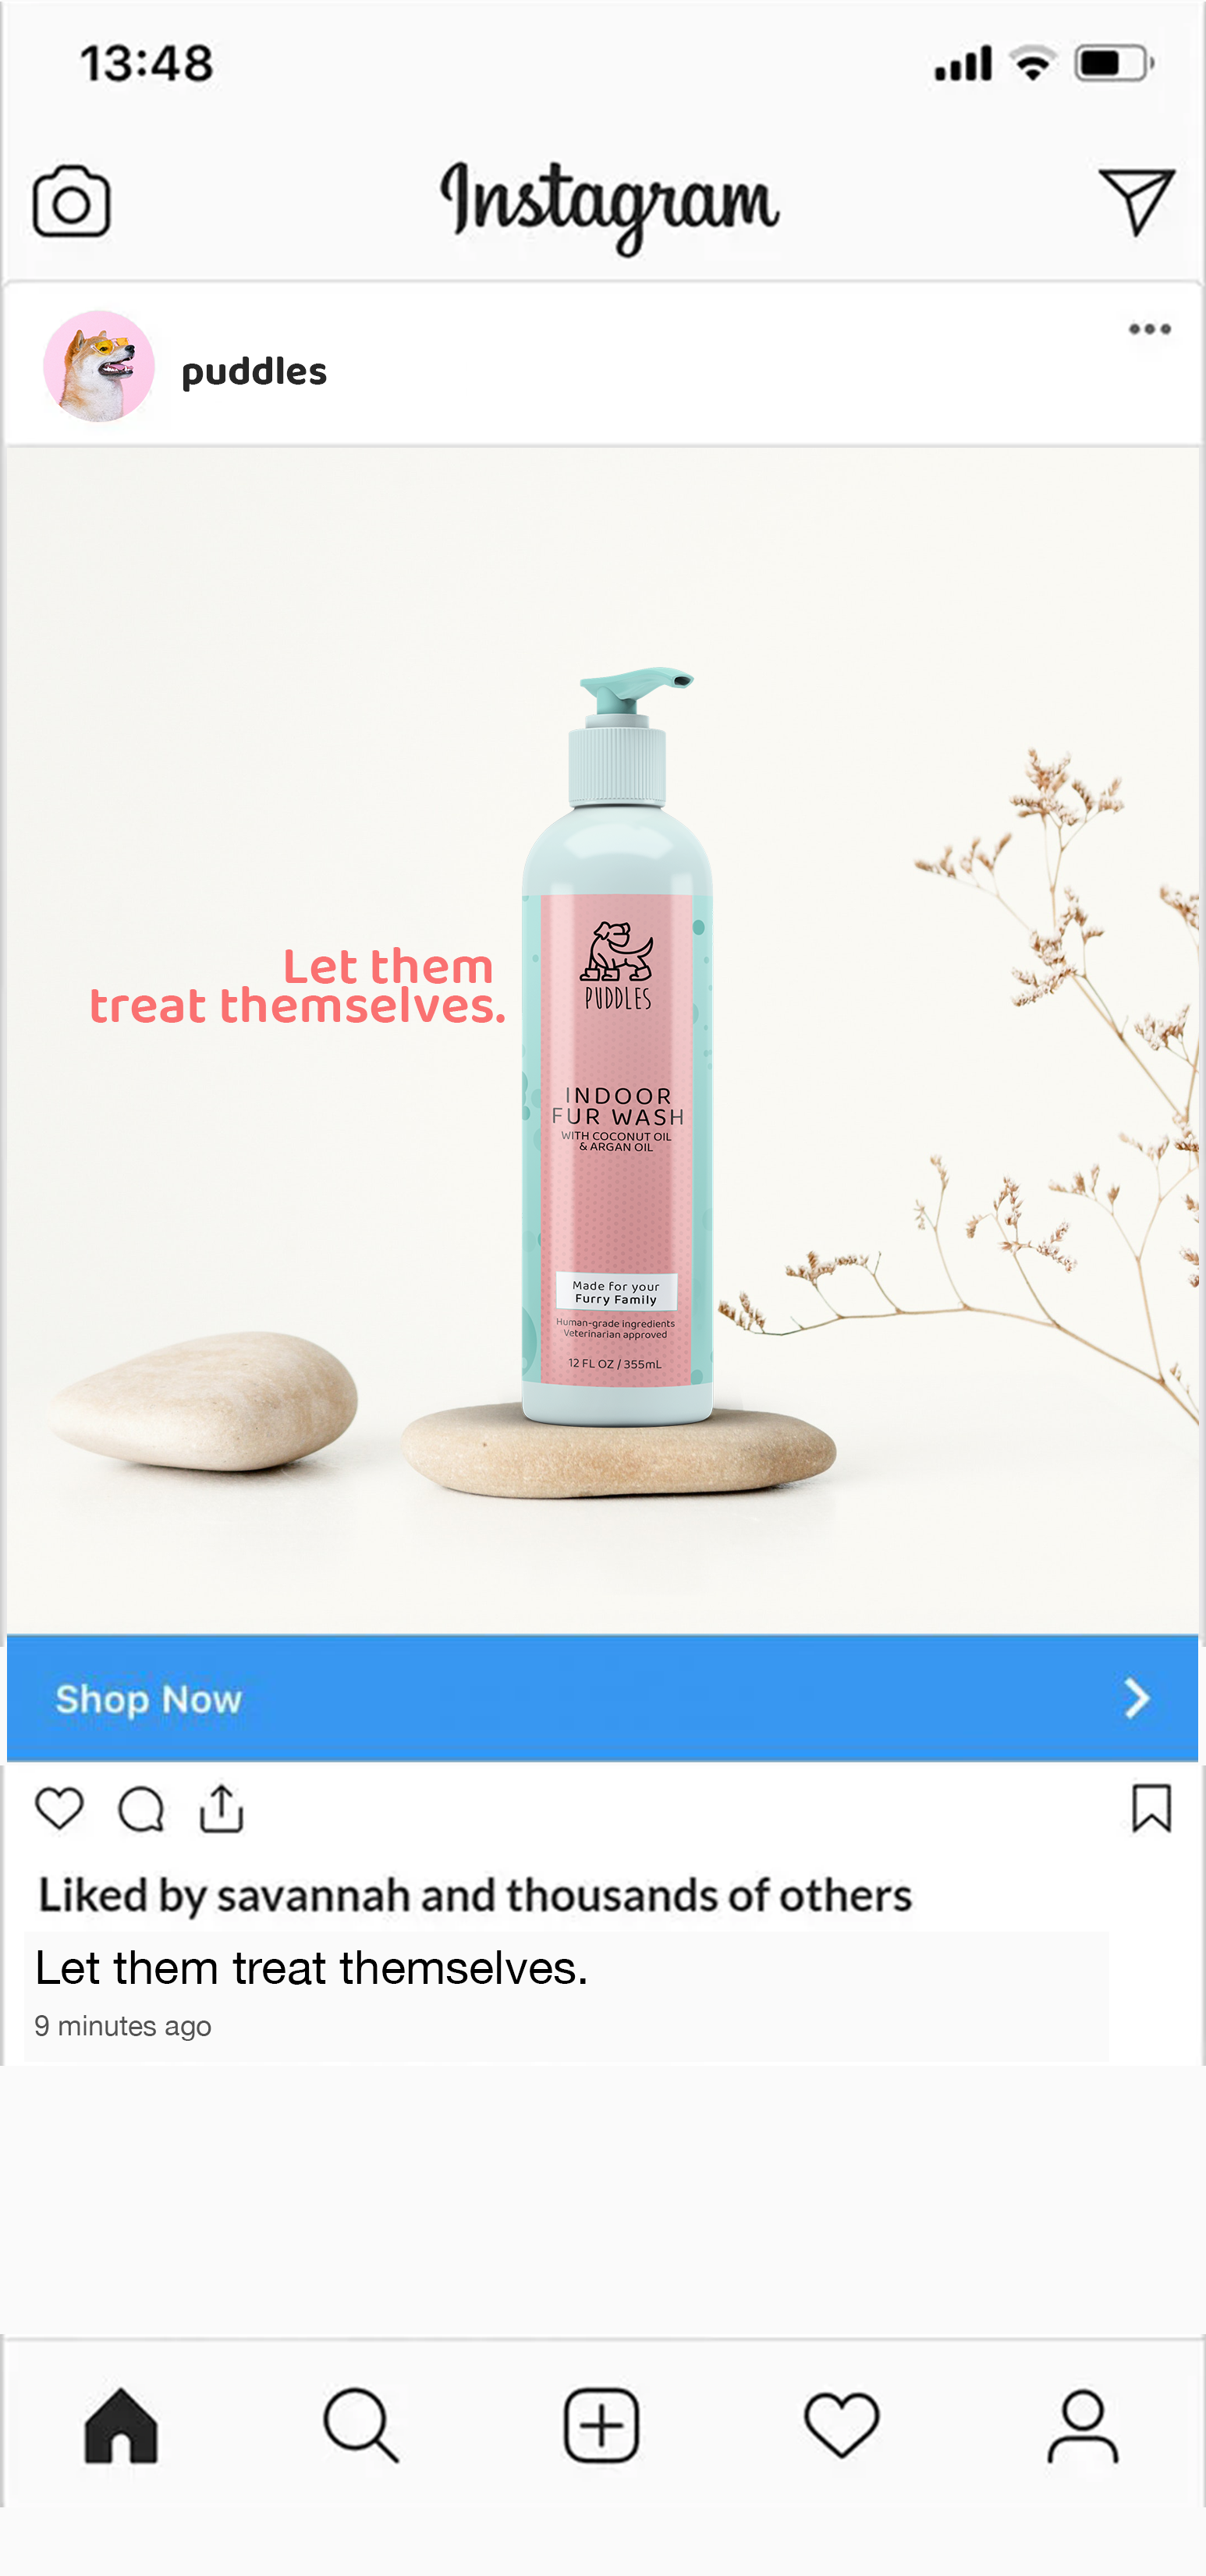 13:48
Instagram
puddles
Let them
treat themselves.
PUDDLES
INDOOR
FUR WASH
WITH COCONUT OIL
& ARGAN OIL
Made for your
Furry Family
Human-grade ingredients
Veterinarian approved
12 FL OZ / 355mL
Shop Now
Liked by savannah and thousands of others
Let them treat themselves.
9 minutes ago